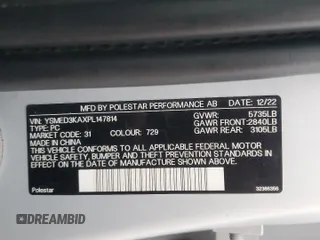 MFD BY POLESTAR PERFORMANCE AB 12/22
VIN: YSMED3KAXPL147814 GVWR: 5735LB
TYPE: PC GAWR FRONT:2840LB
MARKET CODE: 31 COLOUR: 729 GAWR REAR: 3105LB
MADE IN CHINA
THIS VEHICLE CONFORMS TO ALL APPLICABLE U.S.
FEDERAL MOTOR VEHICLE SAFETY, BUMPER, AND THEFT
PREVENTION STANDARDS IN EFFECT ON THE DATE OF
MANUFACTURE SHOWN ABOVE.
Polestar
©DREAMBID